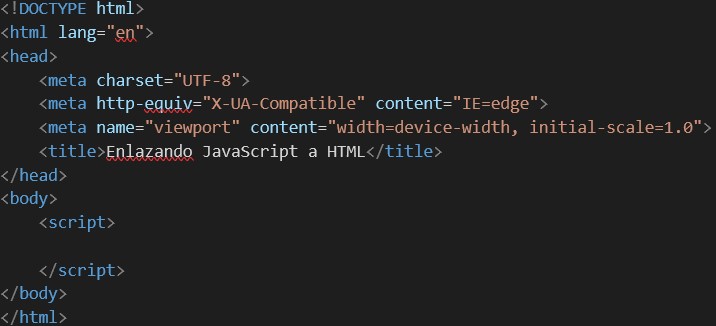 <!DOCTYPE html>
<html lang="en">
<head>
    <meta charset="UTF-8">
    <meta http-equiv="X-UA-Compatible" content="IE=edge">
    <meta name="viewport" content="width=device-width, initial-scale=1.0">
    <title>Enlazando JavaScript a HTML</title>
</head>
<body>
    <script>
    </script>
</body>
</html>